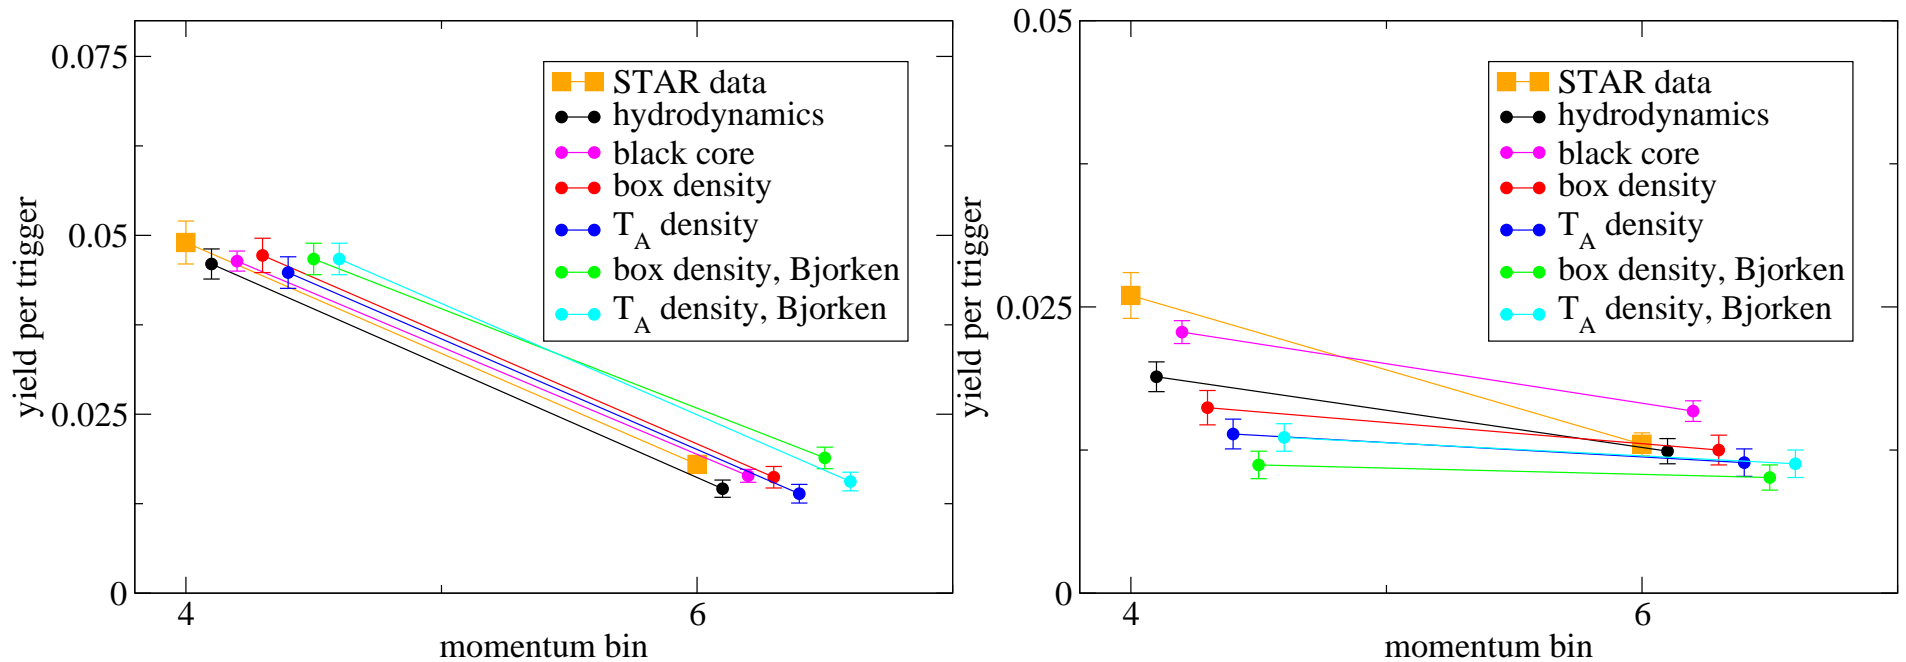 0.075
0.05
0.025
0
4
6
yield per trigger
momentum bin
STAR data
hydrodynamics
black core
box density
T_A density
box density, Bjorken
T_A density, Bjorken
0.05
0.025
0
4
6
yield per trigger
momentum bin
STAR data
hydrodynamics
black core
box density
T_A density
box density, Bjorken
T_A density, Bjorken